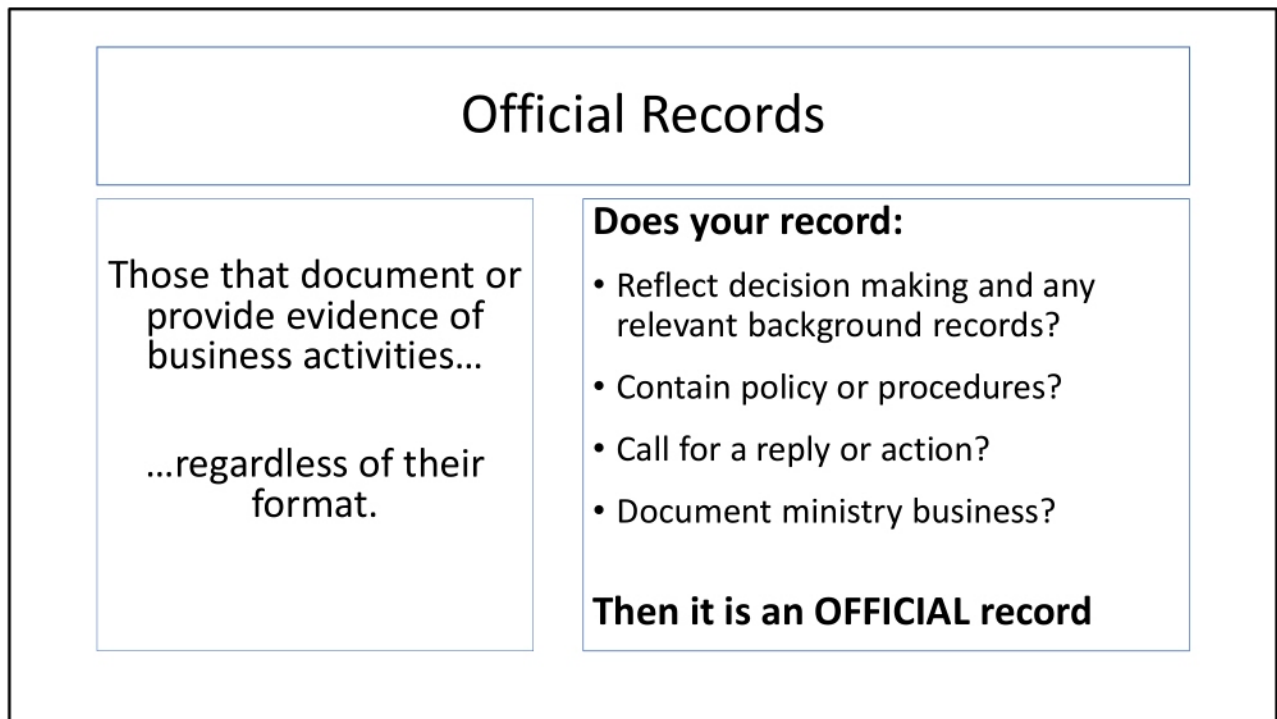 Official Records
Those that document or
provide evidence of
business activities…
…regardless of their
format.
Does your record:
• Reflect decision making and any
relevant background records?
• Contain policy or procedures?
• Call for a reply or action?
• Document ministry business?
Then it is an OFFICIAL record